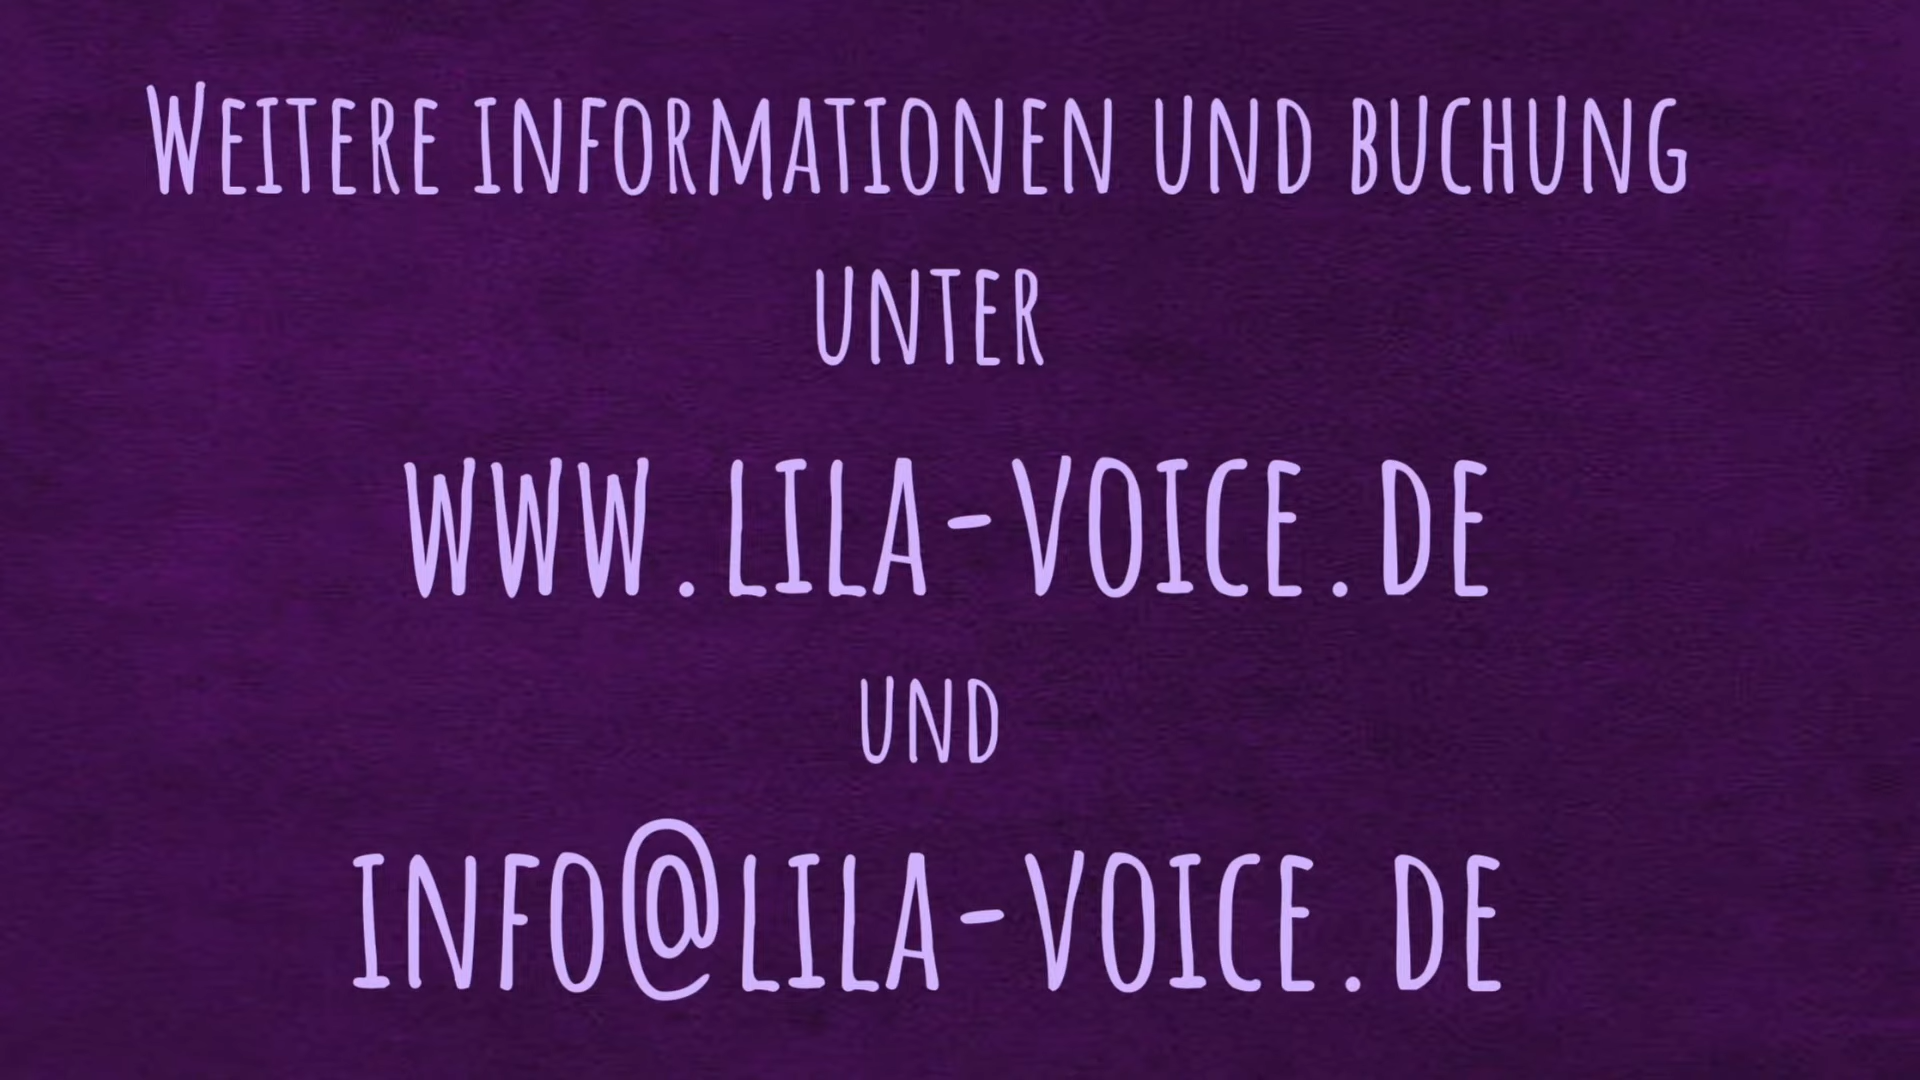 Weitere Informationen und Buchung
unter
www.lila-voice.de
und
info@lila-voice.de